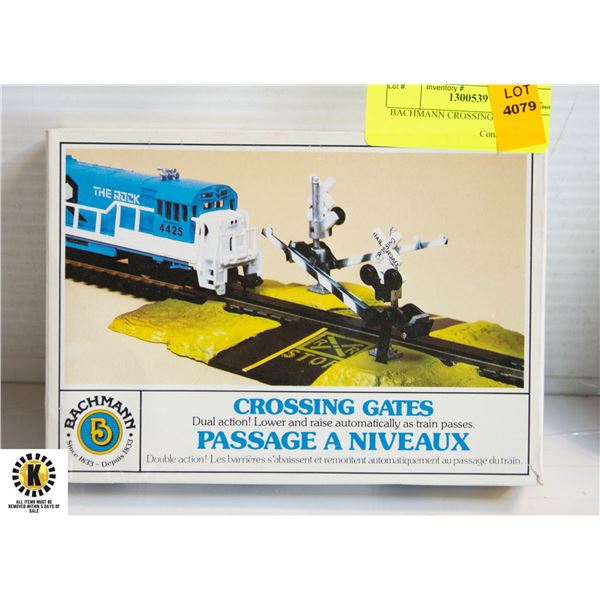 Lot #:
Inventory #
1300539
LOT
4079
BACHMANN CROSSING
Con
THE ROCK
4425
RAIL
STOP
R R
BACHMANN
B
Since 1833 - Depuis 1833
CROSSING GATES
Dual action! Lower and raise automatically as train passes.
PASSAGE A NIVEAUX
Double action! Les barrières s'abaissent et remontent automatiquement au passage du train.
K
ALL ITEMS MUST BE
REMOVED WITHIN 5 DAYS OF
SALE